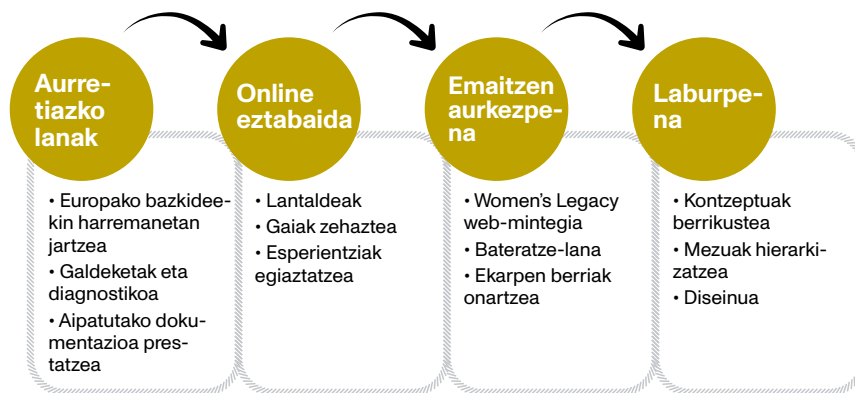 Aurre-
tiazko
lanak
• Europako bazkidee-
kin harremanetan
jartzea
• Galdeketak eta
diagnostikoa
• Aipatutako doku-
mentazioa pres-
tatzea
Online
eztabaida
• Lantaldeak
• Gaiak zehaztea
• Esperientziak
egiaztatzea
Emaitzen
aurkezpe-
na
• Women’s Legacy
web-mintegia
• Bateratze-lana
• Ekarpen berriak
onartzea
Laburpe-
na
• Kontzeptuak
berrikustea
• Mezuak hierarki-
zatzea
• Diseinua